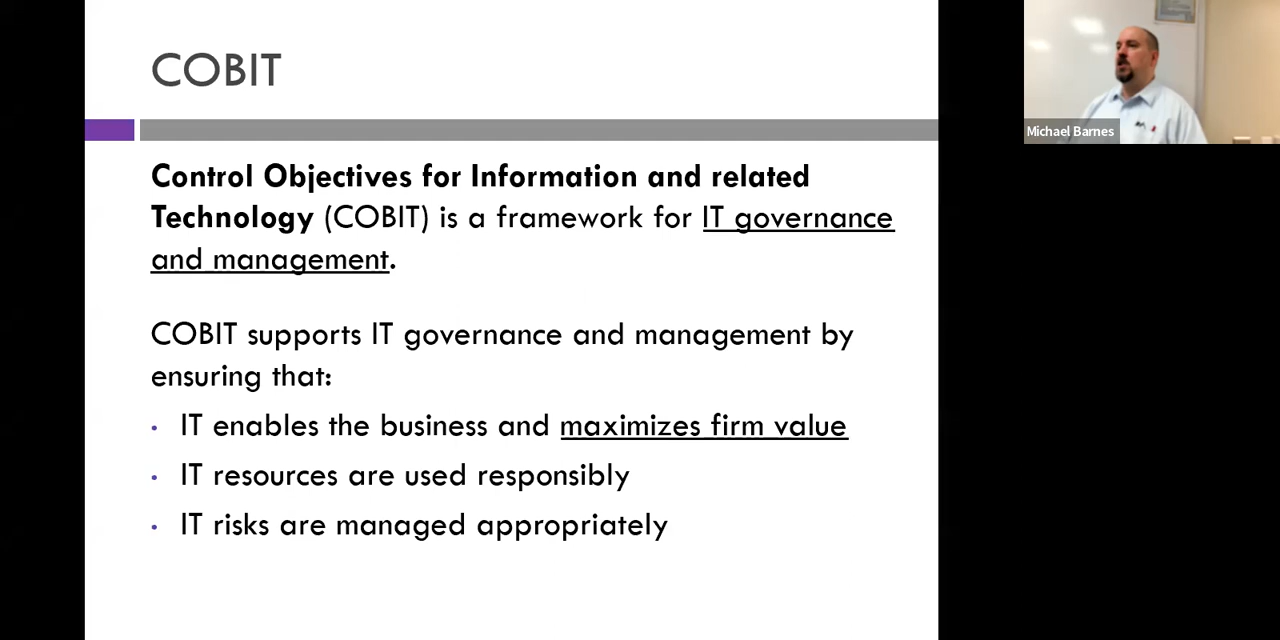 COBIT
Control Objectives for Information and related
Technology (COBIT) is a framework for IT governance
and management.
COBIT supports IT governance and management by
ensuring that:
• IT enables the business and maximizes firm value
• IT resources are used responsibly
• IT risks are managed appropriately
Michael Barnes